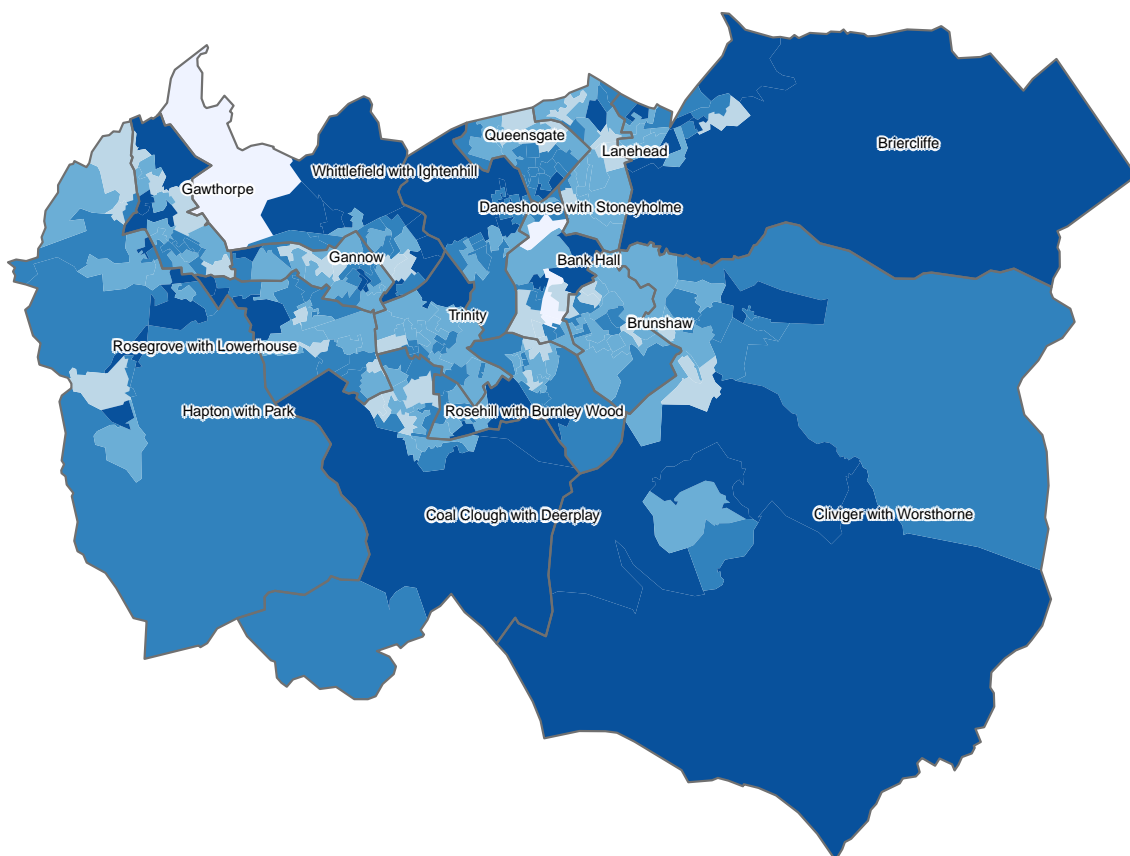 Queensgate
Briercliffe
Lanehead
Whittlefield with Ightenhill
Gawthorpe
Daneshouse with Stoneyholme
Gannow
Bank Hall
Trinity
Brunshaw
Rosegrove with Lowerhouse
Hapton with Park
Rosehill with Burnley Wood
Coal Clough with Deerplay
Cliviger with Worsthorne